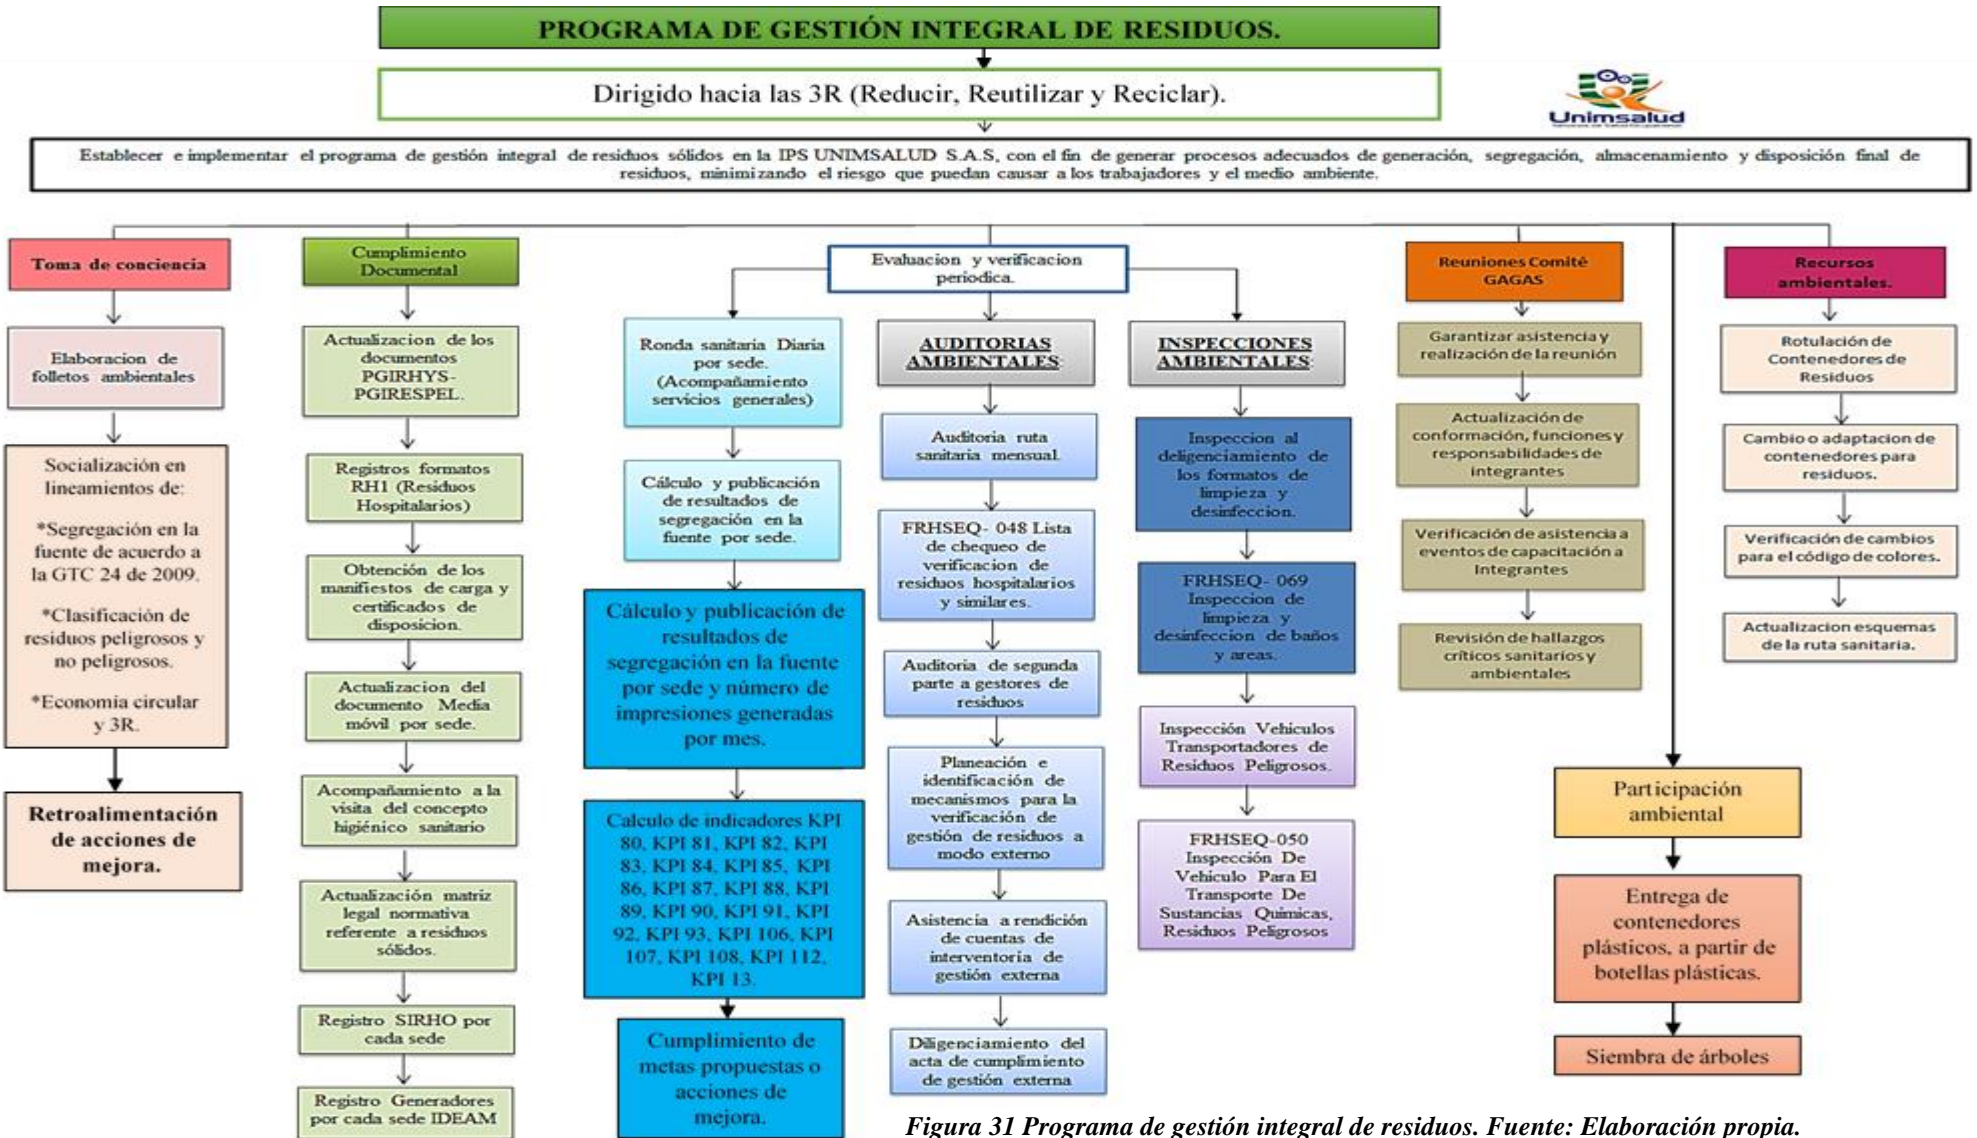 PROGRAMA DE GESTIÓN INTEGRAL DE RESIDUOS.
Dirigido hacia las 3R (Reducir, Reutilizar y Reciclar).
Unimsalud
Establecer e implementar el programa de gestión integral de residuos sólidos en la IPS UNIMSALUD S.A.S, con el fin de generar procesos adecuados de generación, segregación, almacenamiento y disposición final de
residuos, minimizando el riesgo que puedan causar a los trabajadores y el medio ambiente.
Toma de conciencia
Elaboracion de
folletos ambientales
Socialización en
lineamientos de:
*Segregación en la
fuente de acuerdo a
la GTC 24 de 2009.
*Clasificación de
residuos peligrosos y
no peligrosos.
*Economía circular
y 3R.
Retroalimentación
de acciones de
mejora.
Cumplimiento
Documental
Actualizacion de los
documentos
PGIRHYS-
PGIRESPEL.
Registros formatos
RH1 (Residuos
Hospitalarios)
Obtención de los
manifiestos de carga y
certificados de
disposicion.
Actualizacion del
documento Media
móvil por sede.
Acompañamiento a la
visita del concepto
higiénico sanitario
Actualización matriz
legal normativa
referente a residuos
sólidos.
Registro SIRHO por
cada sede
Registro Generadores
por cada sede IDEAM
Evaluacion y verificacion
periodica.
Ronda sanitaria Diaria
por sede.
(Acompañamiento
servicios generales)
Cálculo y publicación
de resultados de
segregación en la
fuente por sede.
Cálculo y publicación de
resultados de
segregación en la fuente
por sede y número de
impresiones generadas
por mes.
Calculo de indicadores KPI
80, KPI 81, KPI 82, KPI
83, KPI 84, KPI 85, KPI
86, KPI 87, KPI 88, KPI
89, KPI 90, KPI 91, KPI
92, KPI 93, KPI 106, KPI
107, KPI 108, KPI 112,
KPI 13.
Cumplimiento de
metas propuestas o
acciones de
mejora.
AUDITORIAS
AMBIENTALES:
Auditoria ruta
sanitaria mensual.
FRHSEQ- 048 Lista
de chequeo de
verificacion de
residuos hospitalarios
y similares.
Auditoria de segunda
parte a gestores de
residuos
Planeación e
identificación de
mecanismos para la
verificación de
gestión de residuos a
modo externo
Asistencia a rendición
de cuentas de
interventoria de
gestión externa
Diligenciamiento del
acta de cumplimiento
de gestión externa
INSPECCIONES
AMBIENTALES:
Inspeccion al
deligenciamiento de
los formatos de
limpieza y
desinfeccion.
FRHSEQ- 069
Inspeccion de
limpieza y
desinfeccion de baños
y areas.
Inspección Vehiculos
Transportadores de
Residuos Peligrosos.
FRHSEQ-050
Inspección De
Vehiculo Para El
Transporte De
Sustancias Quimicas,
Residuos Peligrosos
Reuniones Comité
GAGAS
Garantizar asistencia y
realización de la reunión
Actualización de
conformación, funciones y
responsabilidades de
integrantes
Verificación de asistencia a
eventos de capacitación a
Integrantes
Revisión de hallazgos
críticos sanitarios y
ambientales
Participación
ambiental
Entrega de
contenedores
plásticos, a partir de
botellas plásticas.
Siembra de árboles
Recursos
ambientales.
Rotulación de
Contenedores de
Residuos
Cambio o adaptacion de
contenedores para
residuos.
Verificación de cambios
para el código de colores.
Actualizacion esquemas
de la ruta sanitaria.
Figura 31 Programa de gestión integral de residuos. Fuente: Elaboración propia.